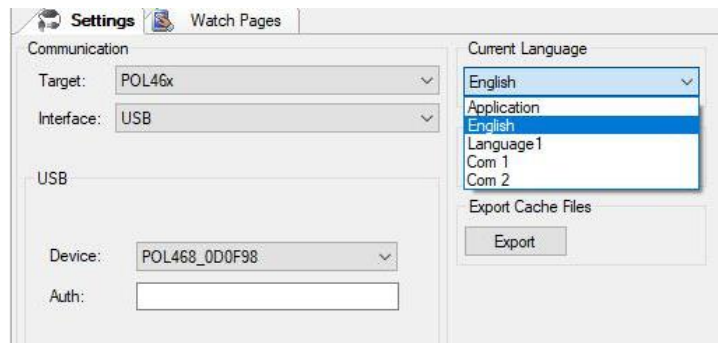 Settings
Watch Pages
Communication
Target:
POL46x
Interface:
USB
USB
Device:
POL468_0D0F98
Auth:
Current Language
English
Application
English
Language1
Com 1
Com 2
Export Cache Files
Export